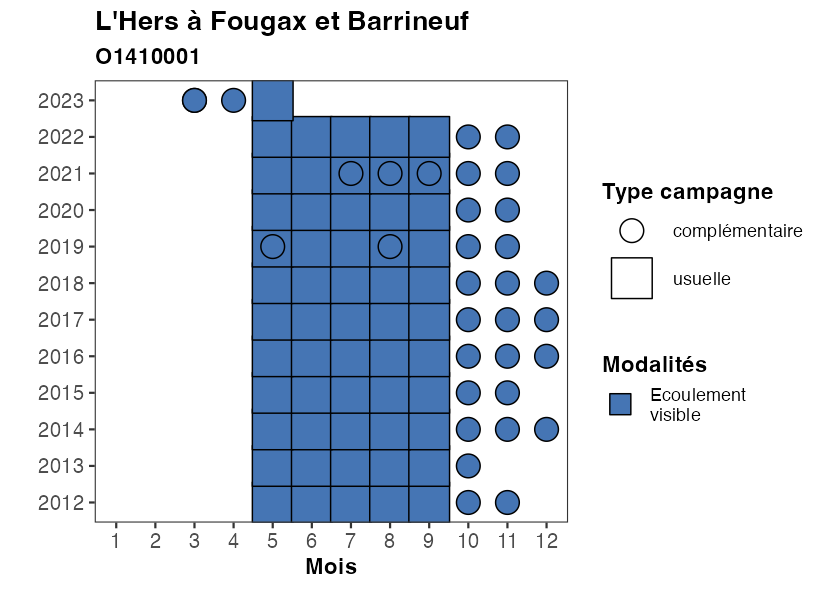 L'Hers à Fougax et Barrineuf
O1410001
2023
2022
2021
2020
2019
2018
2017
2016
2015
2014
2013
2012
1 2 3 4 5 6 7 8 9 10 11 12
Mois
Type campagne
complémentaire
usuelle
Modalités
Ecoulement
visible